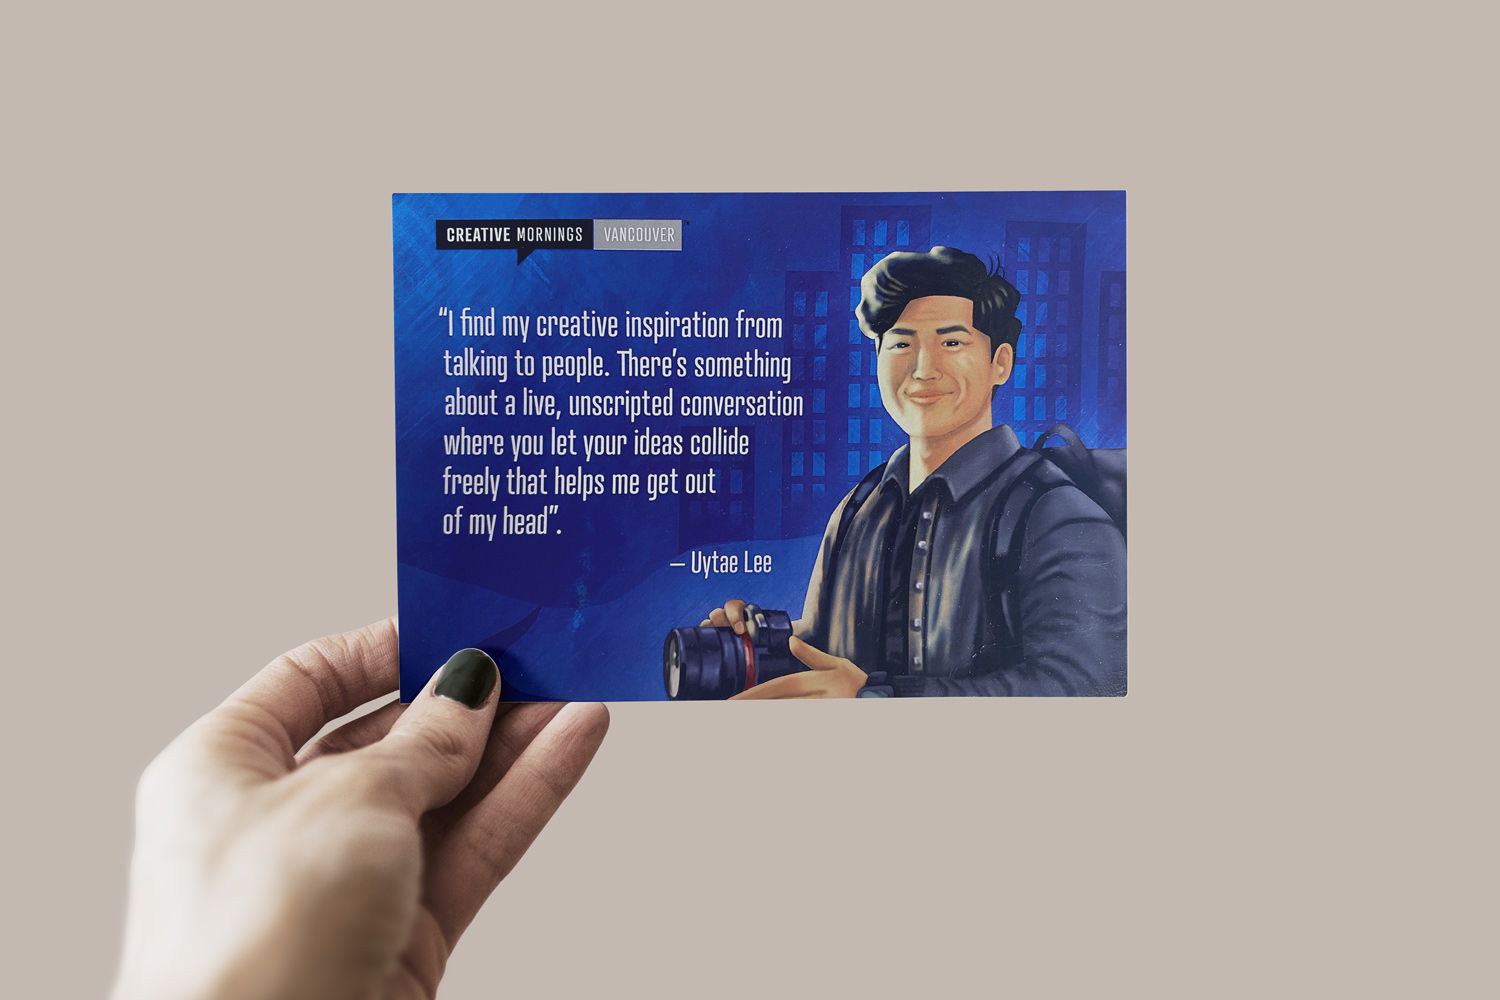 CREATIVE MORNINGS VANCOUVER
“I find my creative inspiration from
talking to people. There’s something
about a live, unscripted conversation
where you let your ideas collide
freely that helps me get out
of my head”.
— Uytae Lee